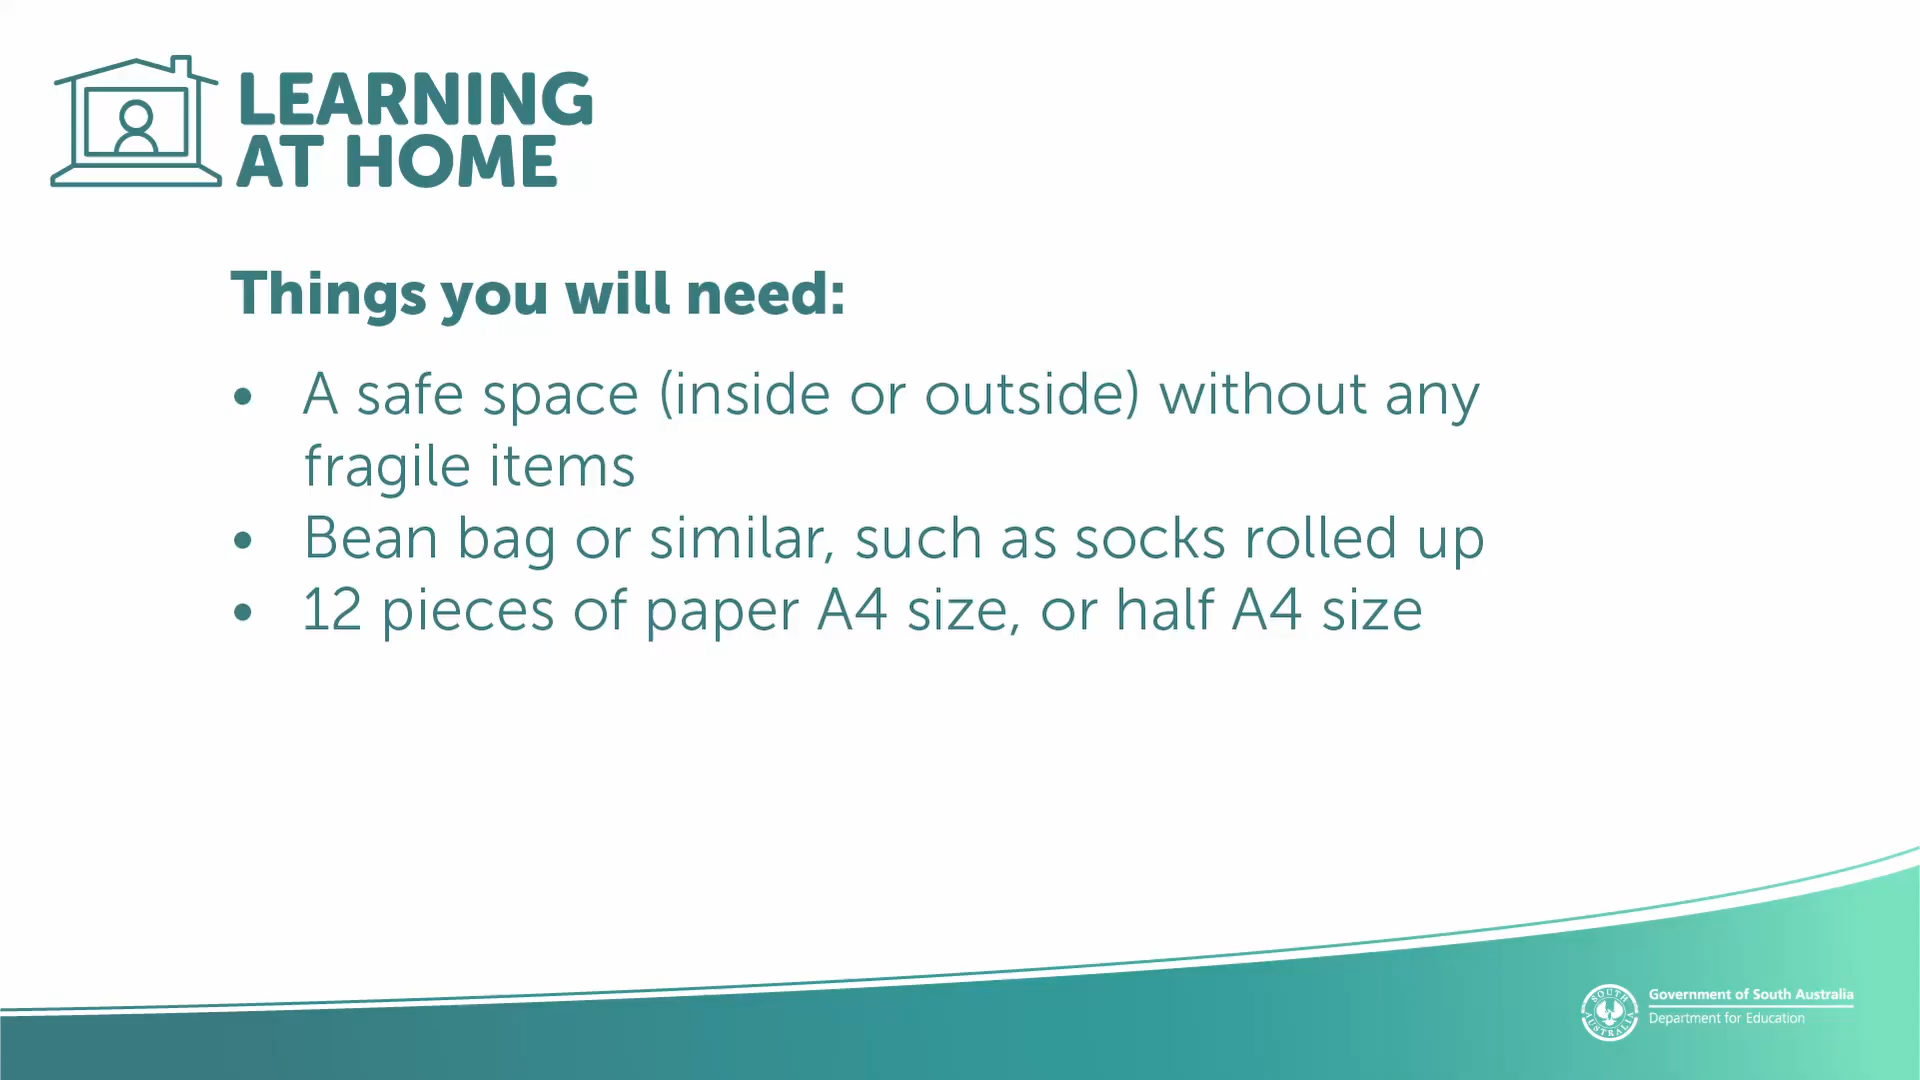 LEARNING
AT HOME
Things you will need:
• A safe space (inside or outside) without any
fragile items
• Bean bag or similar, such as socks rolled up
• 12 pieces of paper A4 size, or half A4 size
SOUTH AUSTRALIA
Government of South Australia
Department for Education